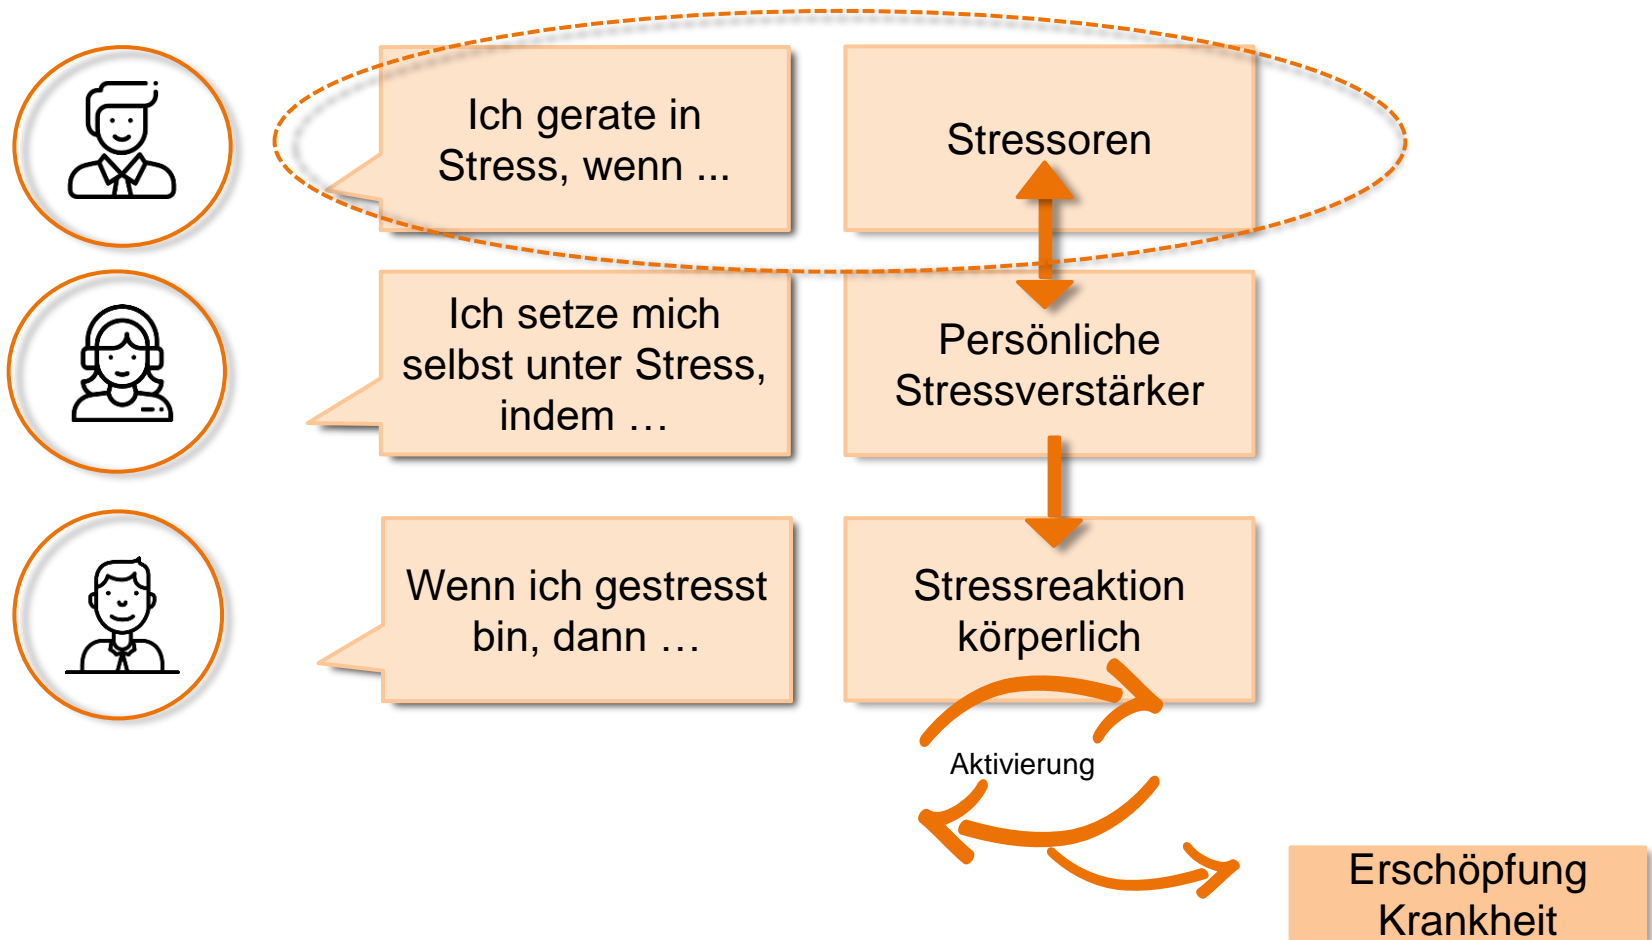 Ich gerate in
Stress, wenn ...
Stressoren
Ich setze mich
selbst unter Stress,
indem …
Persönliche
Stressverstärker
Wenn ich gestresst
bin, dann …
Stressreaktion
körperlich
Aktivierung
Erschöpfung
Krankheit